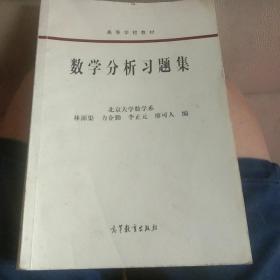 高等学校教材
数学分析习题集
北京大学数学系
林源渠 方企勤 李正元 廖可人 编
高等教育出版社